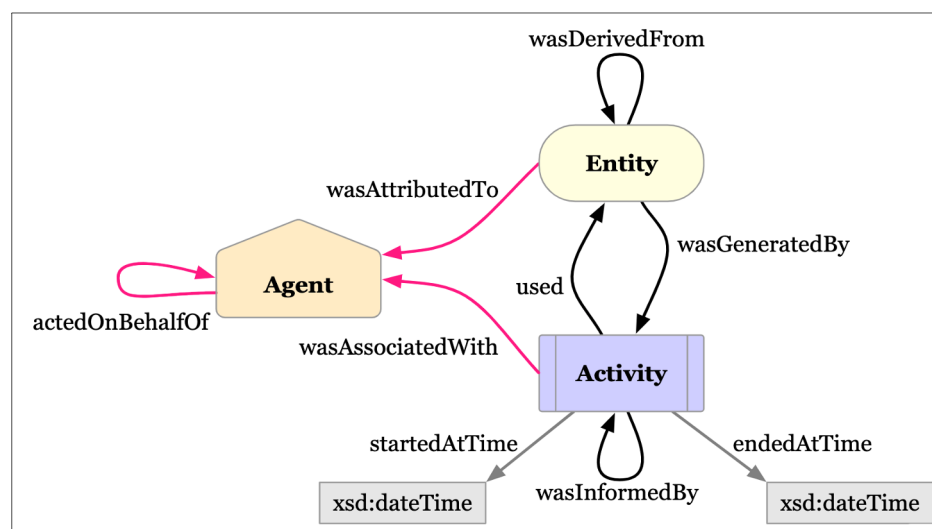 wasDerivedFrom
Entity
wasAttributedTo
wasGeneratedBy
Agent
used
actedOnBehalfOf
wasAssociatedWith
Activity
startedAtTime
endedAtTime
wasInformedBy
xsd:dateTime
xsd:dateTime